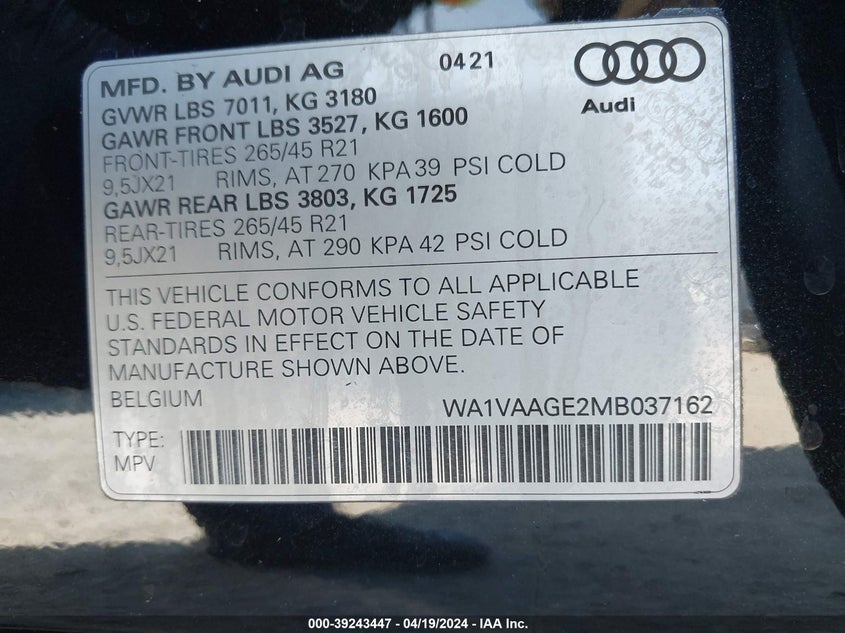 MFD. BY AUDI AG 0421
Audi
GVWR LBS 7011, KG 3180
GAWR FRONT LBS 3527, KG 1600
FRONT-TIRES 265/45 R21
9,5JX21 RIMS, AT 270 KPA 39 PSI COLD
GAWR REAR LBS 3803, KG 1725
REAR-TIRES 265/45 R21
9,5JX21 RIMS, AT 290 KPA 42 PSI COLD
THIS VEHICLE CONFORMS TO ALL APPLICABLE
U.S. FEDERAL MOTOR VEHICLE SAFETY
STANDARDS IN EFFECT ON THE DATE OF
MANUFACTURE SHOWN ABOVE.
BELGIUM WA1VAAGE2MB037162
TYPE:
MPV
000-39243447 - 04/19/2024 - IAA Inc.